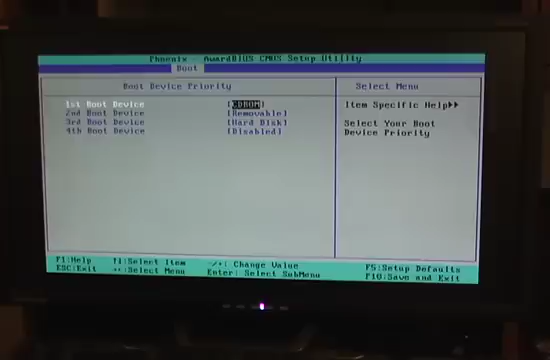 Phoenix - AwardBIOS CMOS Setup Utility
Boot
Boot Device Priority
Select Menu
1st Boot Device [CDROM]
2nd Boot Device [Removable]
3rd Boot Device [Hard Disk]
4th Boot Device [Disabled]
Item Specific Help▸▸
Select Your Boot
Device Priority
F1:Help ↑↓:Select Item -/+: Change Value F5:Setup Defaults
ESC:Exit ↔:Select Menu Enter: Select SubMenu F10:Save and Exit